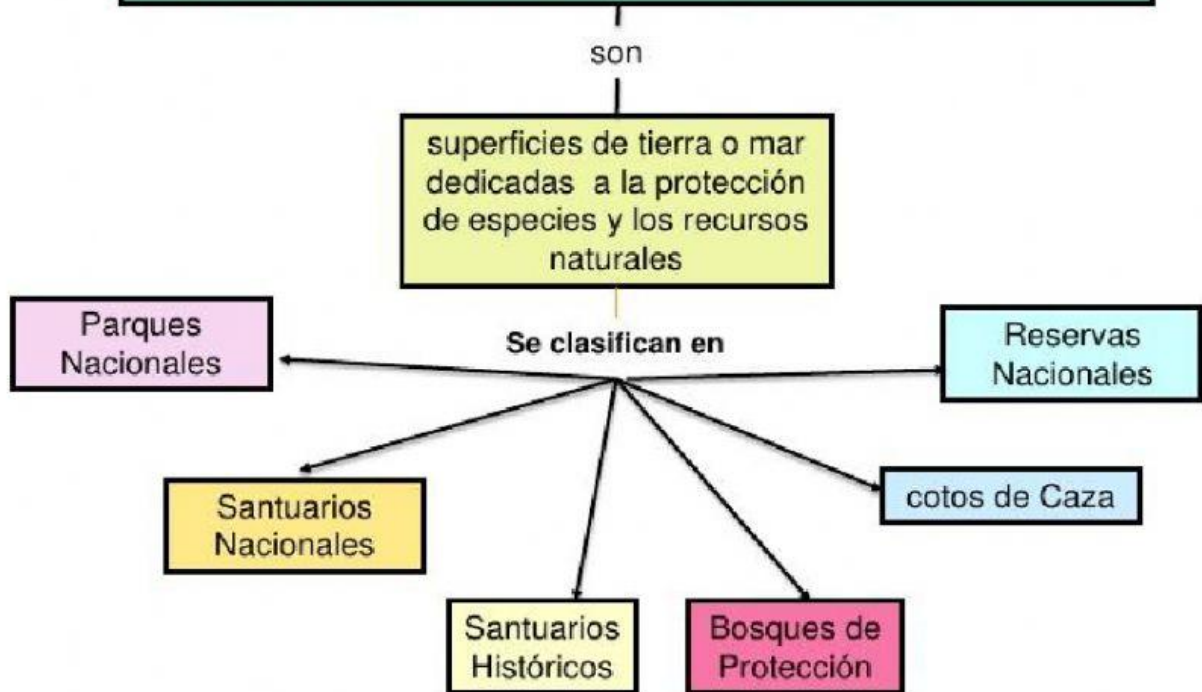 son
superficies de tierra o mar
dedicadas a la protección
de especies y los recursos
naturales
Se clasifican en
Parques
Nacionales
Reservas
Nacionales
Santuarios
Nacionales
cotos de Caza
Santuarios
Históricos
Bosques de
Protección